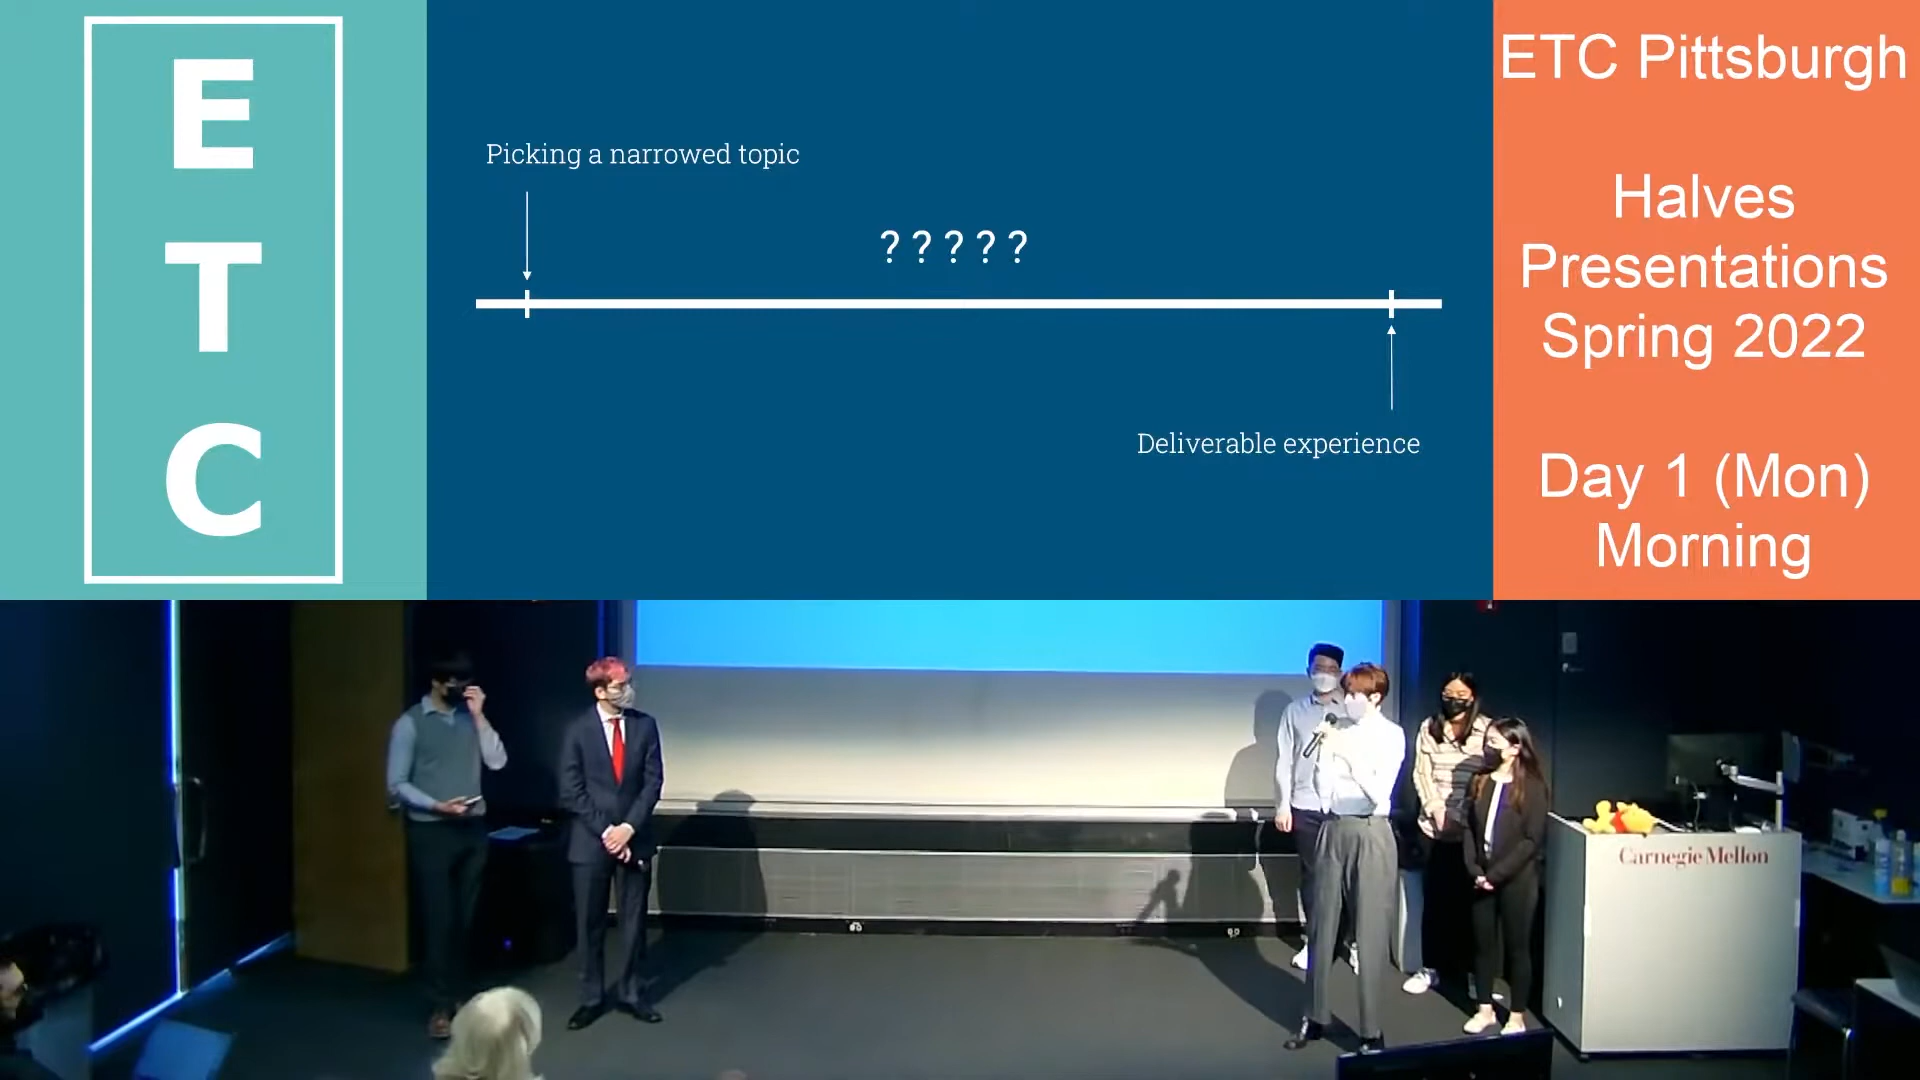 E
T
C
Picking a narrowed topic
?????
Deliverable experience
ETC Pittsburgh
Halves
Presentations
Spring 2022
Day 1 (Mon)
Morning
Carnegie Mellon